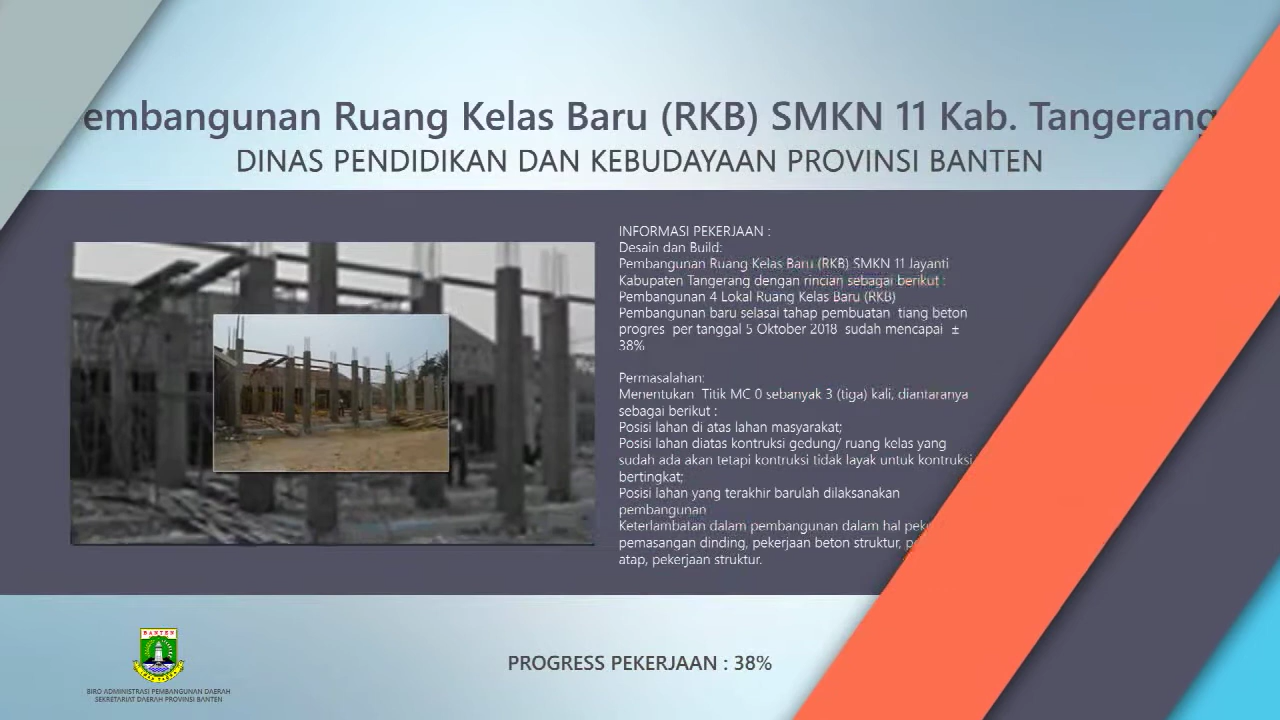 embangunan Ruang Kelas Baru (RKB) SMKN 11 Kab. Tangerang
DINAS PENDIDIKAN DAN KEBUDAYAAN PROVINSI BANTEN
INFORMASI PEKERJAAN :
Desain dan Build:
Pembangunan Ruang Kelas Baru (RKB) SMKN 11 Jayanti
Kabupaten Tangerang dengan rincian sebagai berikut :
Pembangunan 4 Lokal Ruang Kelas Baru (RKB)
Pembangunan baru selasai tahap pembuatan tiang beton
progres per tanggal 5 Oktober 2018 sudah mencapai ±
38%
Permasalahan:
Menentukan Titik MC 0 sebanyak 3 (tiga) kali, diantaranya
sebagai berikut :
Posisi lahan di atas lahan masyarakat;
Posisi lahan diatas kontruksi gedung/ ruang kelas yang
sudah ada akan tetapi kontruksi tidak layak untuk kontruksi
bertingkat;
Posisi lahan yang terakhir barulah dilaksanakan
pembangunan
Keterlambatan dalam pembangunan dalam hal
pemasangan dinding, pekerjaan beton struktur,
atap, pekerjaan struktur.
BANTEN
BIRO ADMINISTRASI PEMBANGUNAN DAERAH
SEKRETARIAT DAERAH PROVINSI BANTEN
PROGRESS PEKERJAAN : 38%